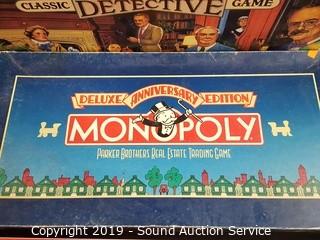 CLASSIC DETECTIVE GAME
DELUXE ANNIVERSARY EDITION
MONOPOLY
PARKER BROTHERS REAL ESTATE TRADING GAME
Copyright 2019 - Sound Auction Service